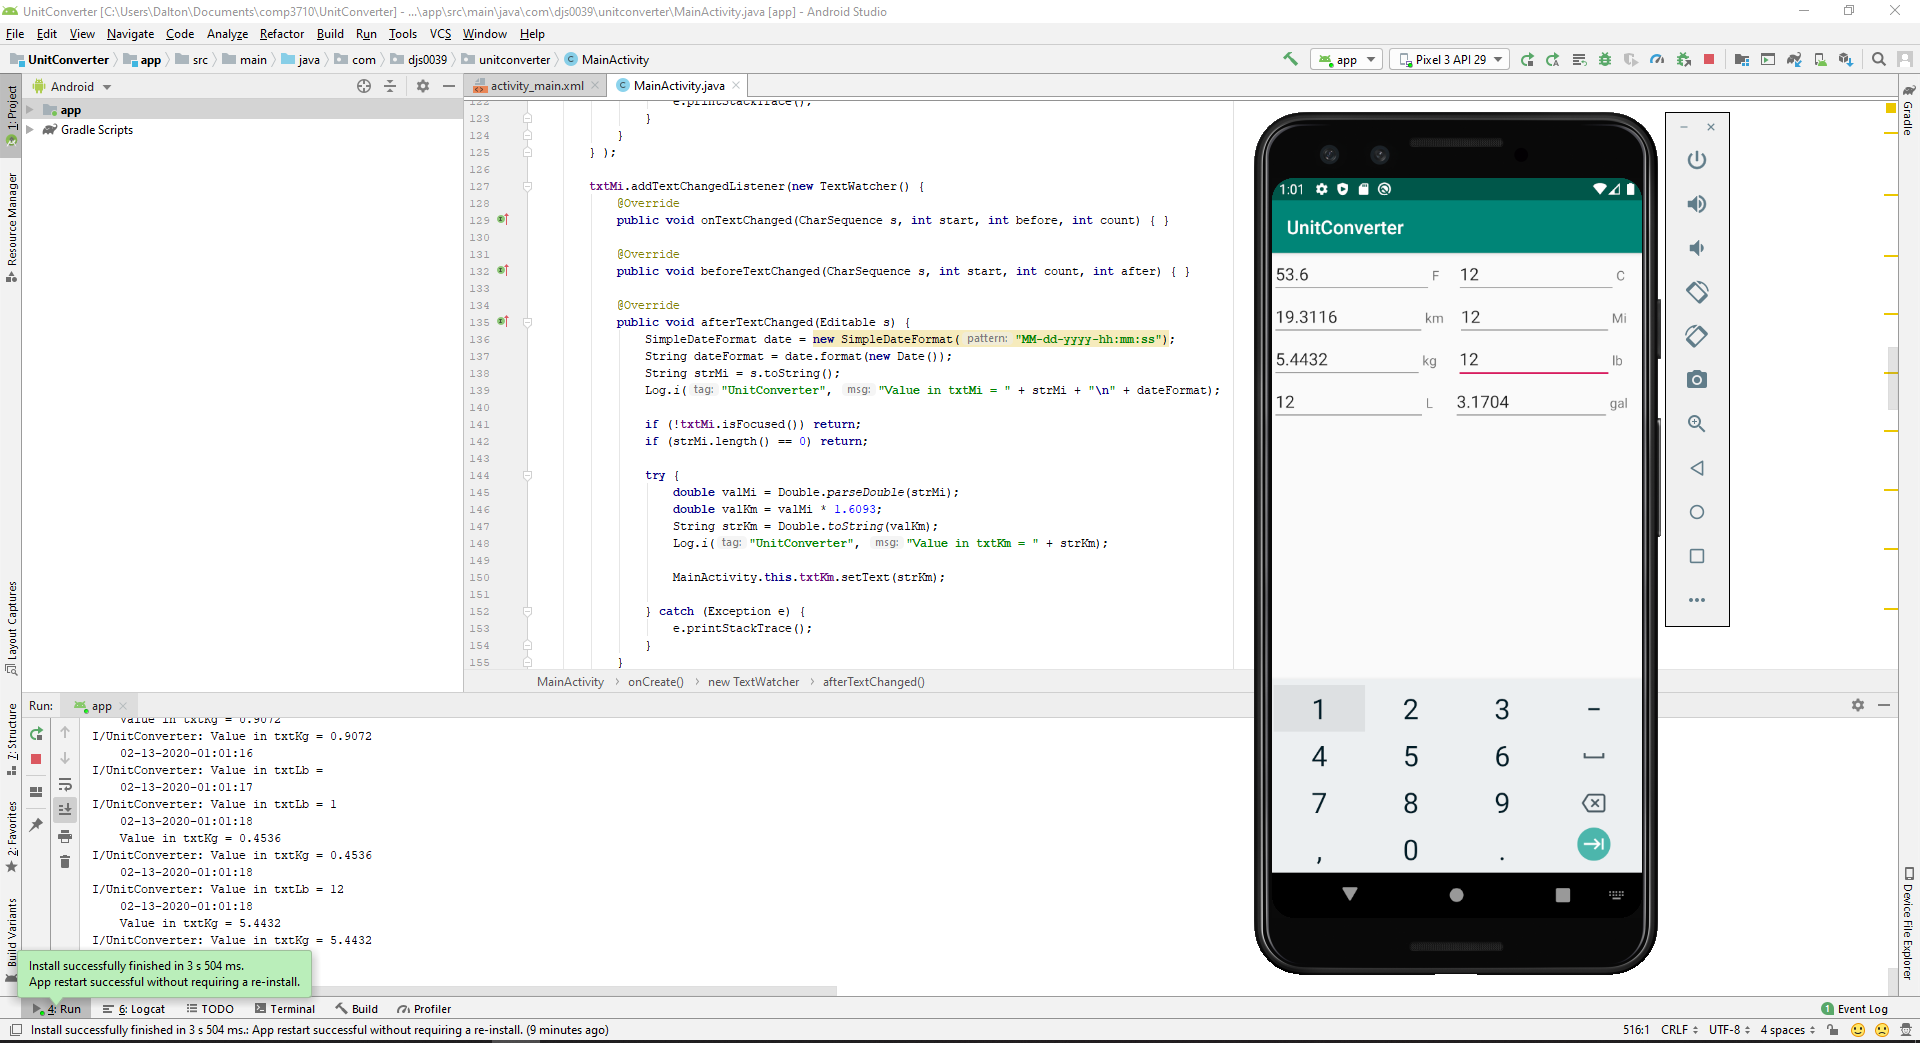 UnitConverter [C:\Users\Dalton\Documents\comp3710\UnitConverter] - ...\app\src\main\java\com\djs0039\unitconverter\MainActivity.java [app] - Android Studio
File Edit View Navigate Code Analyze Refactor Build Run Tools VCS Window Help
UnitConverter app src main java com djs0039 unitconverter MainActivity
app Pixel 3 API 29
1: Project
Resource Manager
Layout Captures
7: Structure
2: Favorites
Build Variants
Android
app
Gradle Scripts
activity_main.xml MainActivity.java
122 e.printStackTrace();
123 }
124 }
125 } );
126
127 txtMi.addTextChangedListener(new TextWatcher() {
128 @Override
129 public void onTextChanged(CharSequence s, int start, int before, int count) { }
130
131 @Override
132 public void beforeTextChanged(CharSequence s, int start, int count, int after) { }
133
134 @Override
135 public void afterTextChanged(Editable s) {
136 SimpleDateFormat date = new SimpleDateFormat( pattern: "MM-dd-yyyy-hh:mm:ss");
137 String dateFormat = date.format(new Date());
138 String strMi = s.toString();
139 Log.i( tag: "UnitConverter", msg: "Value in txtMi = " + strMi + "\n" + dateFormat);
140
141 if (!txtMi.isFocused()) return;
142 if (strMi.length() == 0) return;
143
144 try {
145 double valMi = Double.parseDouble(strMi);
146 double valKm = valMi * 1.6093;
147 String strKm = Double.toString(valKm);
148 Log.i( tag: "UnitConverter", msg: "Value in txtKm = " + strKm);
149
150 MainActivity.this.txtKm.setText(strKm);
151
152 } catch (Exception e) {
153 e.printStackTrace();
154 }
155 }
MainActivity › onCreate() › new TextWatcher › afterTextChanged()
1:01
UnitConverter
53.6 F 12 C
19.3116 km 12 Mi
5.4432 kg 12 lb
12 L 3.1704 gal
1 2 3 -
4 5 6
7 8 9
, 0 .
Gradle
Device File Explorer
Run: app
Value in txtKg = 0.9072
I/UnitConverter: Value in txtKg = 0.9072
02-13-2020-01:01:16
I/UnitConverter: Value in txtLb =
02-13-2020-01:01:17
I/UnitConverter: Value in txtLb = 1
02-13-2020-01:01:18
Value in txtKg = 0.4536
I/UnitConverter: Value in txtKg = 0.4536
02-13-2020-01:01:18
I/UnitConverter: Value in txtLb = 12
02-13-2020-01:01:18
Value in txtKg = 5.4432
I/UnitConverter: Value in txtKg = 5.4432
Install successfully finished in 3 s 504 ms.
App restart successful without requiring a re-install.
4: Run 6: Logcat TODO Terminal Build Profiler 1 Event Log
Install successfully finished in 3 s 504 ms.: App restart successful without requiring a re-install. (9 minutes ago) 516:1 CRLF UTF-8 4 spaces